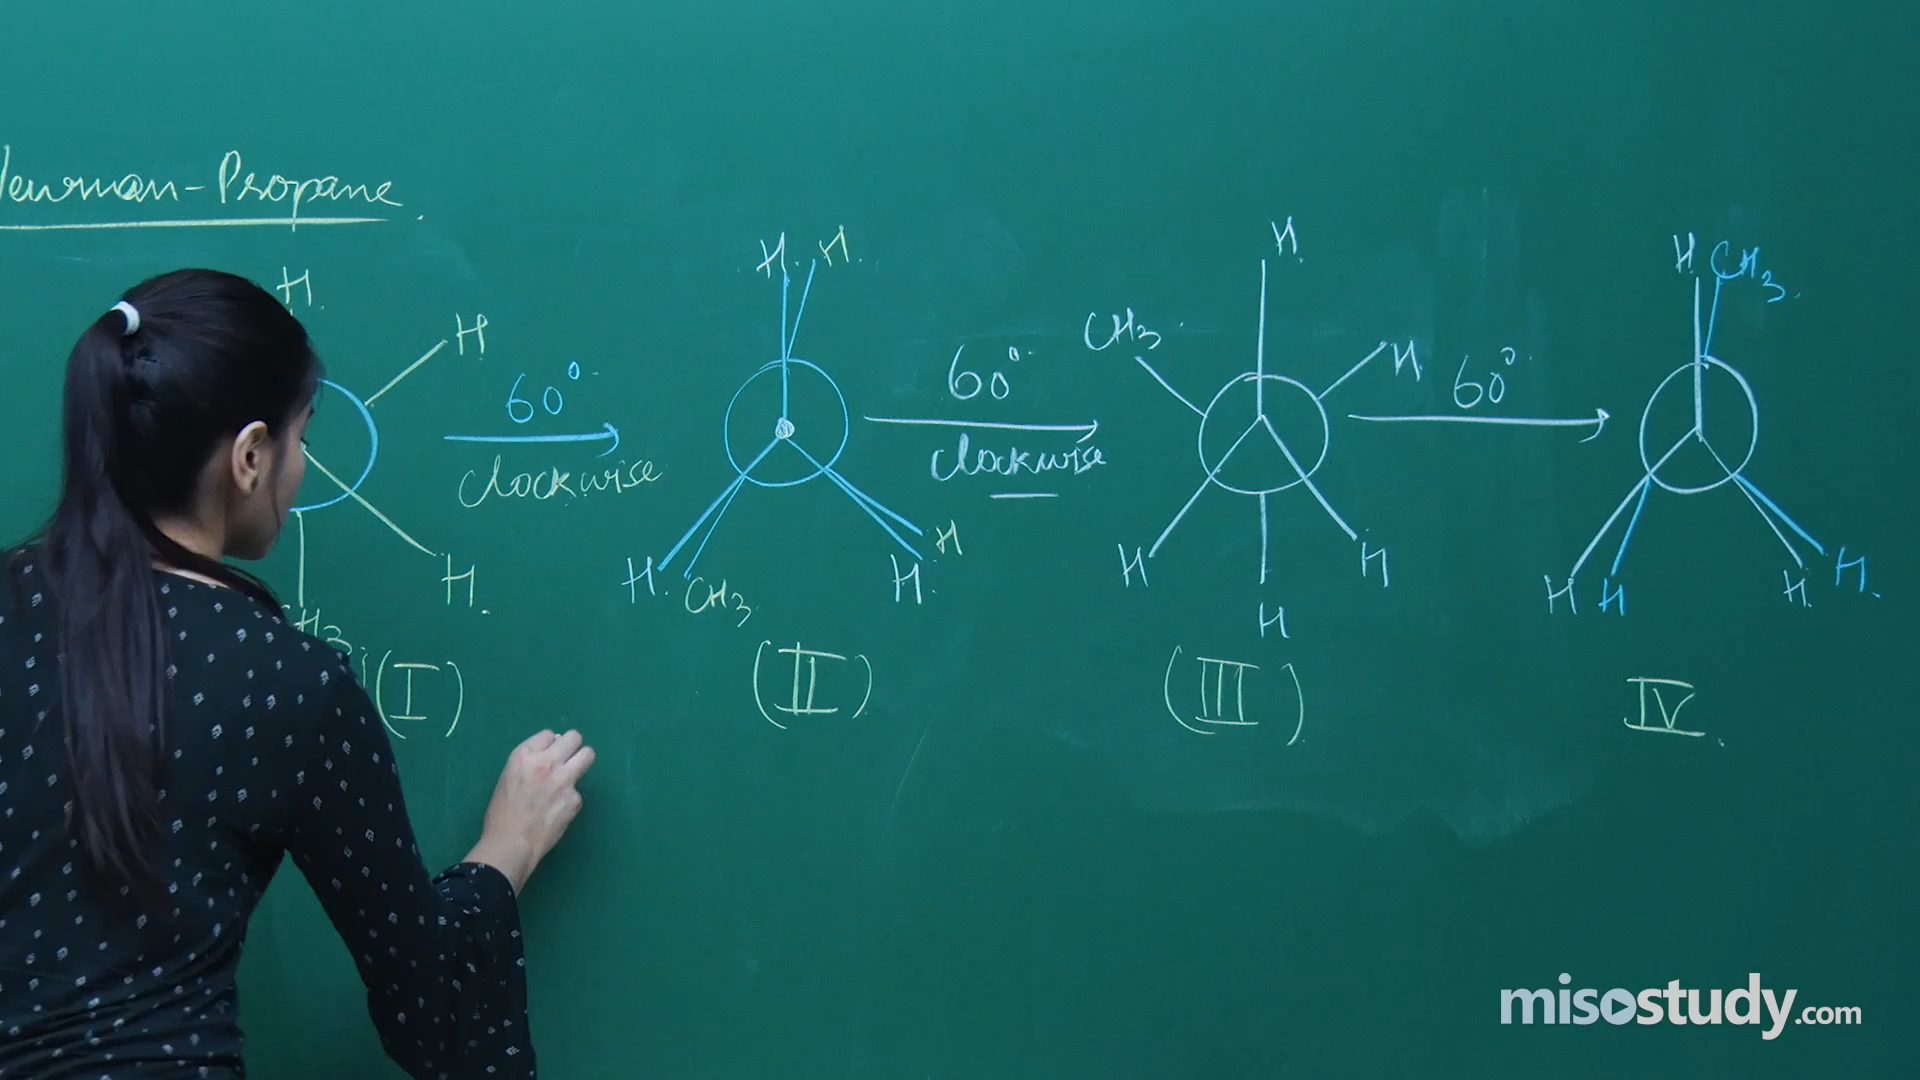 Newman-Propane
H.
H
H.
CH3
(I)
60°
clockwise
H. H.
H. CH3.
H
H.
(II)
60°
clockwise
H
CH3.
H
H
H
H
(III)
60°
H CH3.
H H
H H.
IV.
misostudy.com